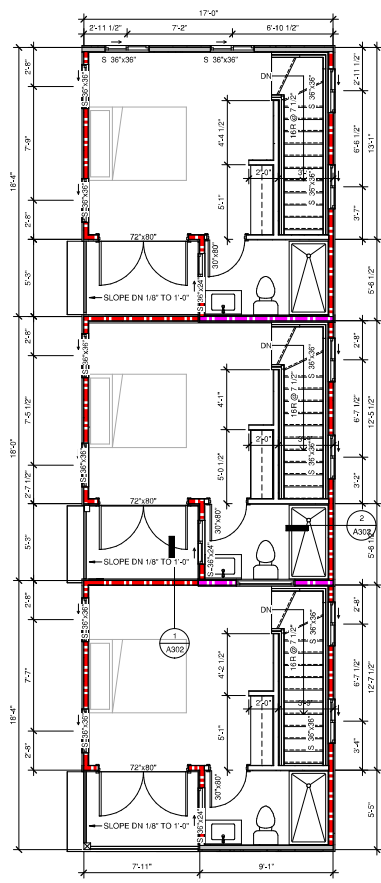 17'-0"
2'-11 1/2" 7'-2" 6'-10 1/2"
S 36"x36" S 36"x36"
DN
2'-8"
S 36"x36"
2'-11 1/2"
16R @ 7 1/2"
S 36"x36"
6'-6 1/2"
13'-1"
4'-4 1/2"
7'-9"
18'-4"
2'-0"
S 36"x36"
S 36"x36"
5'-1"
3'-7"
2'-8"
72"x80"
30"x80"
5'-3"
S 36"x24"
5'-6 1/2"
SLOPE DN 1/8" TO 1'-0"
2'-8"
S 36"x36"
DN
S 36"x36"
2'-8"
16R @ 7 1/2"
4'-1"
6'-7 1/2"
12'-5 1/2"
7'-5 1/2"
18'-0"
2'-0"
S 36"x36"
S 36"x36"
5'-0 1/2"
3'-2"
2'-7 1/2"
72"x80"
30"x80"
2
A302
5'-3"
S 36"x24"
SLOPE DN 1/8" TO 1'-0"
2'-8"
DN
S 36"x36"
2'-8"
16R @ 7 1/2"
1
A302
4'-2 1/2"
6'-7 1/2"
12'-7 1/2"
7'-7"
18'-4"
2'-0"
S 36"x36"
5'-1"
3'-4"
2'-8"
72"x80"
30"x80"
S 36"x24"
5'-5"
SLOPE DN 1/8" TO 1'-0"
7'-11" 9'-1"